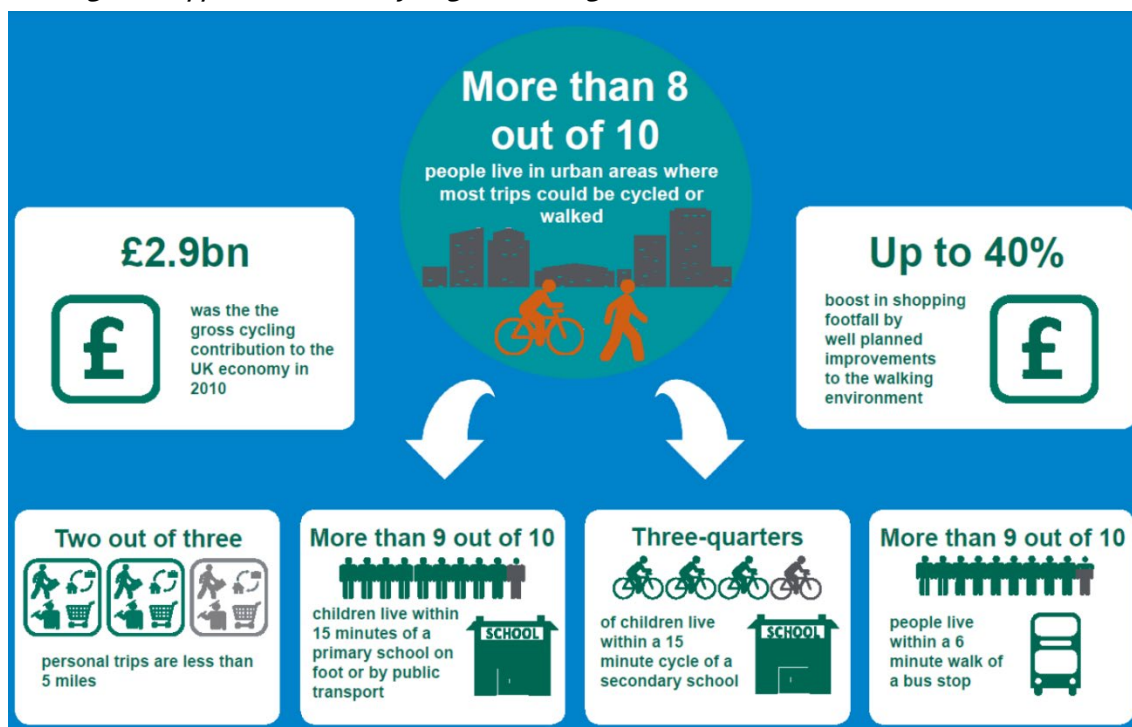 More than 8
out of 10
people live in urban areas where
most trips could be cycled or
walked
£2.9bn
£
was the the
gross cycling
contribution to the
UK economy in
2010
Up to 40%
boost in shopping
footfall by
well planned
improvements
to the walking
environment
£
Two out of three
personal trips are less than
5 miles
More than 9 out of 10
children live within
15 minutes of a
primary school on
foot or by public
transport
SCHOOL
Three-quarters
of children live
within a 15
minute cycle of a
secondary school
SCHOOL
More than 9 out of 10
people live
within a 6
minute walk of
a bus stop